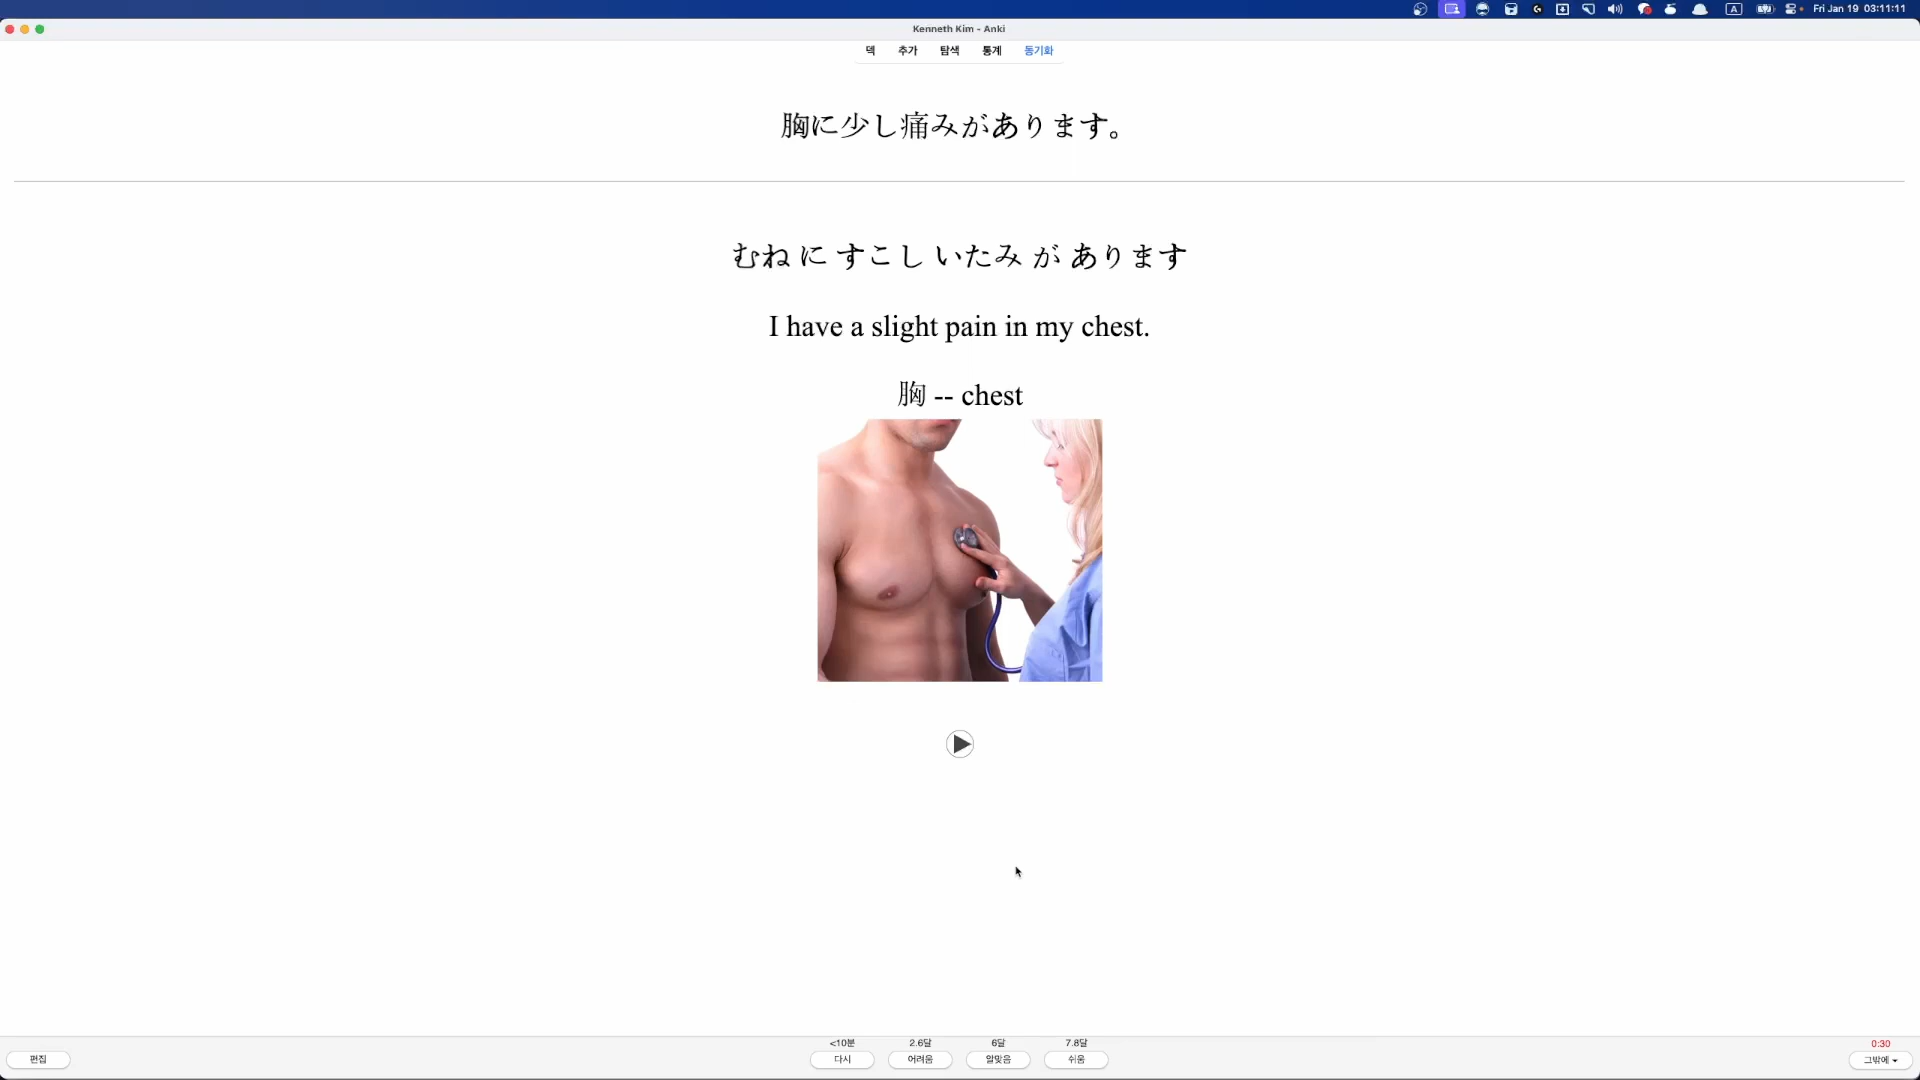 Fri Jan 19 03:11:11
Kenneth Kim - Anki
덱 추가 탐색 통계 동기화
胸に少し痛みがあります。
むね に すこし いたみ が あります
I have a slight pain in my chest.
胸 -- chest
<10분 2.6달 6달 7.8달 0:30
편집 다시 어려움 알맞음 쉬움 그밖에